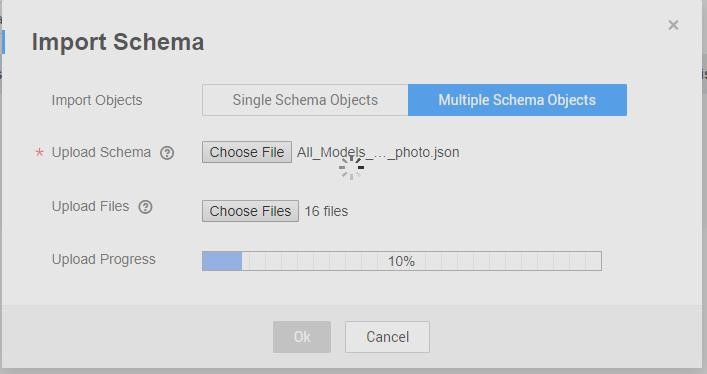 Import Schema ×
Import Objects Single Schema Objects Multiple Schema Objects
* Upload Schema ? Choose File All_Models_..._photo.json
Upload Files ? Choose Files 16 files
Upload Progress 10%
Ok Cancel